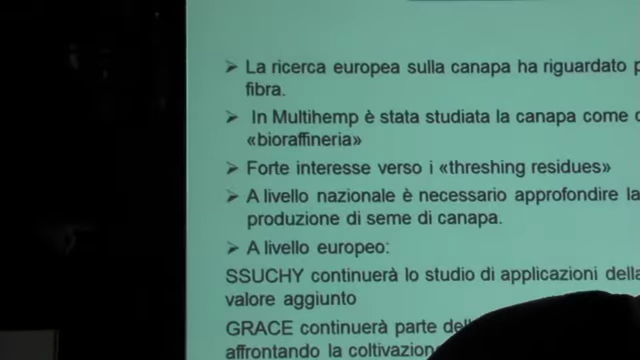 La ricerca europea sulla canapa ha riguardato
fibra.
In Multihemp è stata studiata la canapa come
«bioraffineria»
Forte interesse verso i «threshing residues»
A livello nazionale è necessario approfondire la
produzione di seme di canapa.
A livello europeo:
SSUCHY continuerà lo studio di applicazioni della
valore aggiunto
GRACE continuerà parte
affrontando la coltivazione